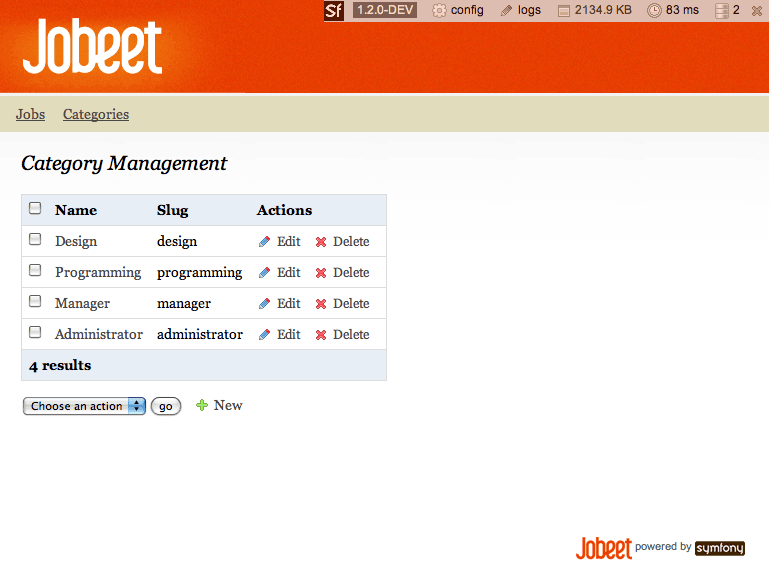 Sf 1.2.0-DEV config logs 2134.9 KB 83 ms 2
Jobeet
Jobs Categories
Category Management
Name Slug Actions
Design design Edit Delete
Programming programming Edit Delete
Manager manager Edit Delete
Administrator administrator Edit Delete
4 results
Choose an action go New
Jobeet powered by symfony